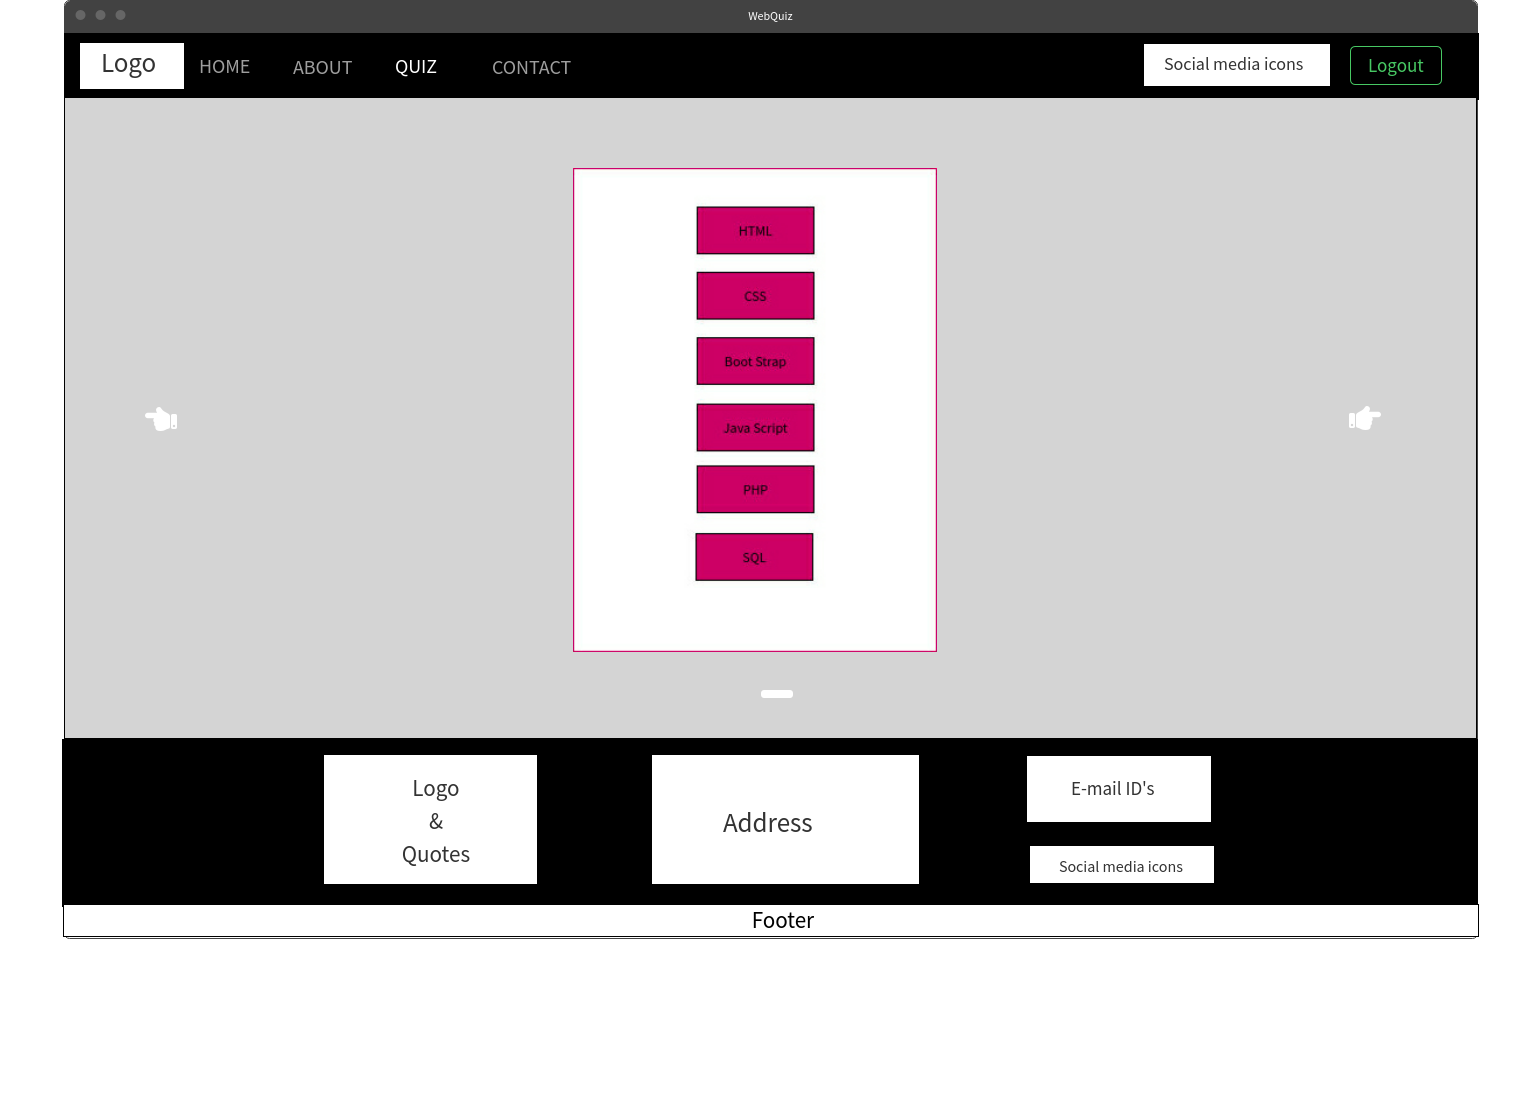 WebQuiz
Logo
HOME
ABOUT
QUIZ
CONTACT
Social media icons
Logout
HTML
CSS
Boot Strap
Java Script
PHP
SQL
Logo
&
Quotes
Address
E-mail ID's
Social media icons
Footer